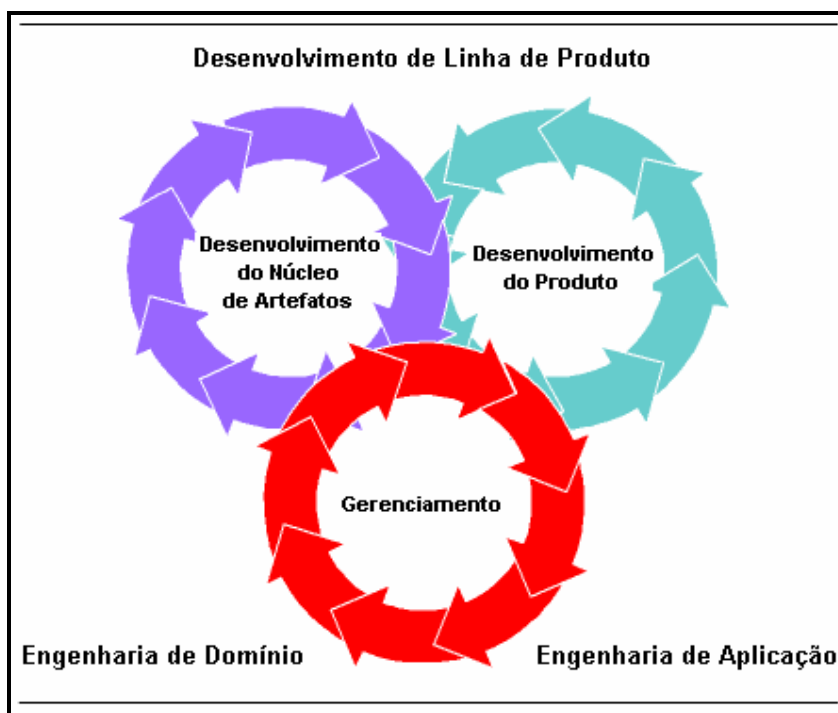 Desenvolvimento de Linha de Produto
Desenvolvimento
do Núcleo
de Artefatos
Desenvolvimento
do Produto
Gerenciamento
Engenharia de Domínio
Engenharia de Aplicação